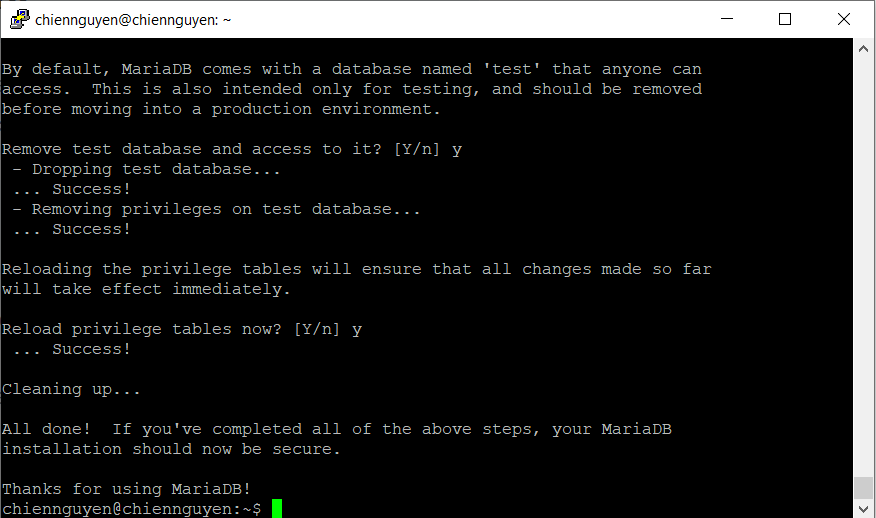 chiennguyen@chiennguyen: ~
By default, MariaDB comes with a database named 'test' that anyone can
access.  This is also intended only for testing, and should be removed
before moving into a production environment.
Remove test database and access to it? [Y/n] y
 - Dropping test database...
 ... Success!
 - Removing privileges on test database...
 ... Success!
Reloading the privilege tables will ensure that all changes made so far
will take effect immediately.
Reload privilege tables now? [Y/n] y
 ... Success!
Cleaning up...
All done!  If you've completed all of the above steps, your MariaDB
installation should now be secure.
Thanks for using MariaDB!
chiennguyen@chiennguyen:~$